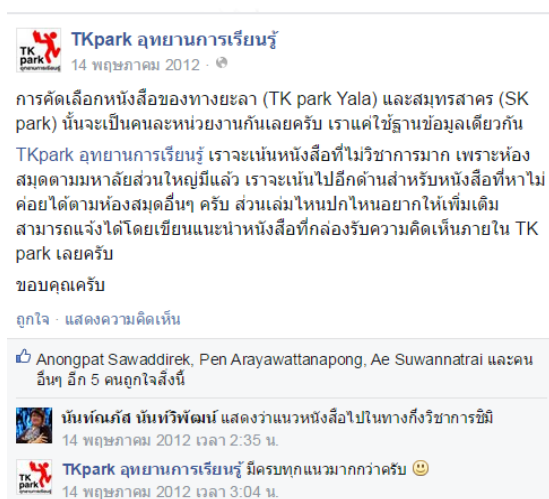 TK park
อุทยานการเรียนรู้
TKpark อุทยานการเรียนรู้
14 พฤษภาคม 2012 ·
การคัดเลือกหนังสือของทางยะลา (TK park Yala) และสมุทรสาคร (SK
park) นั้นจะเป็นคนละหน่วยงานกันเลยครับ เราแค่ใช้ฐานข้อมูลเดียวกัน
TKpark อุทยานการเรียนรู้ เราจะเน้นหนังสือที่ไม่วิชาการมาก เพราะห้อง
สมุดตามมหาลัยส่วนใหญ่มีแล้ว เราจะเน้นไปอีกด้านสำหรับหนังสือที่หาไม่
ค่อยได้ตามห้องสมุดอื่นๆ ครับ ส่วนเล่มไหนปกไหนอยากให้เพิ่มเติม
สามารถแจ้งได้โดยเขียนแนะนำหนังสือที่กล่องรับความคิดเห็นภายใน TK
park เลยครับ
ขอบคุณครับ
ถูกใจ · แสดงความคิดเห็น
Anongpat Sawaddirek, Pen Arayawattanapong, Ae Suwannatrai และคน
อื่นๆ อีก 5 คนถูกใจสิ่งนี้
นันท์ณภัส นันท์วิพัฒน์ แสดงว่าแนวหนังสือไปในทางกึ่งวิชาการชิมิ
14 พฤษภาคม 2012 เวลา 2:35 น.
TK park
TKpark อุทยานการเรียนรู้ มีครบทุกแนวมากกว่าครับ 🙂
14 พฤษภาคม 2012 เวลา 3:04 น.